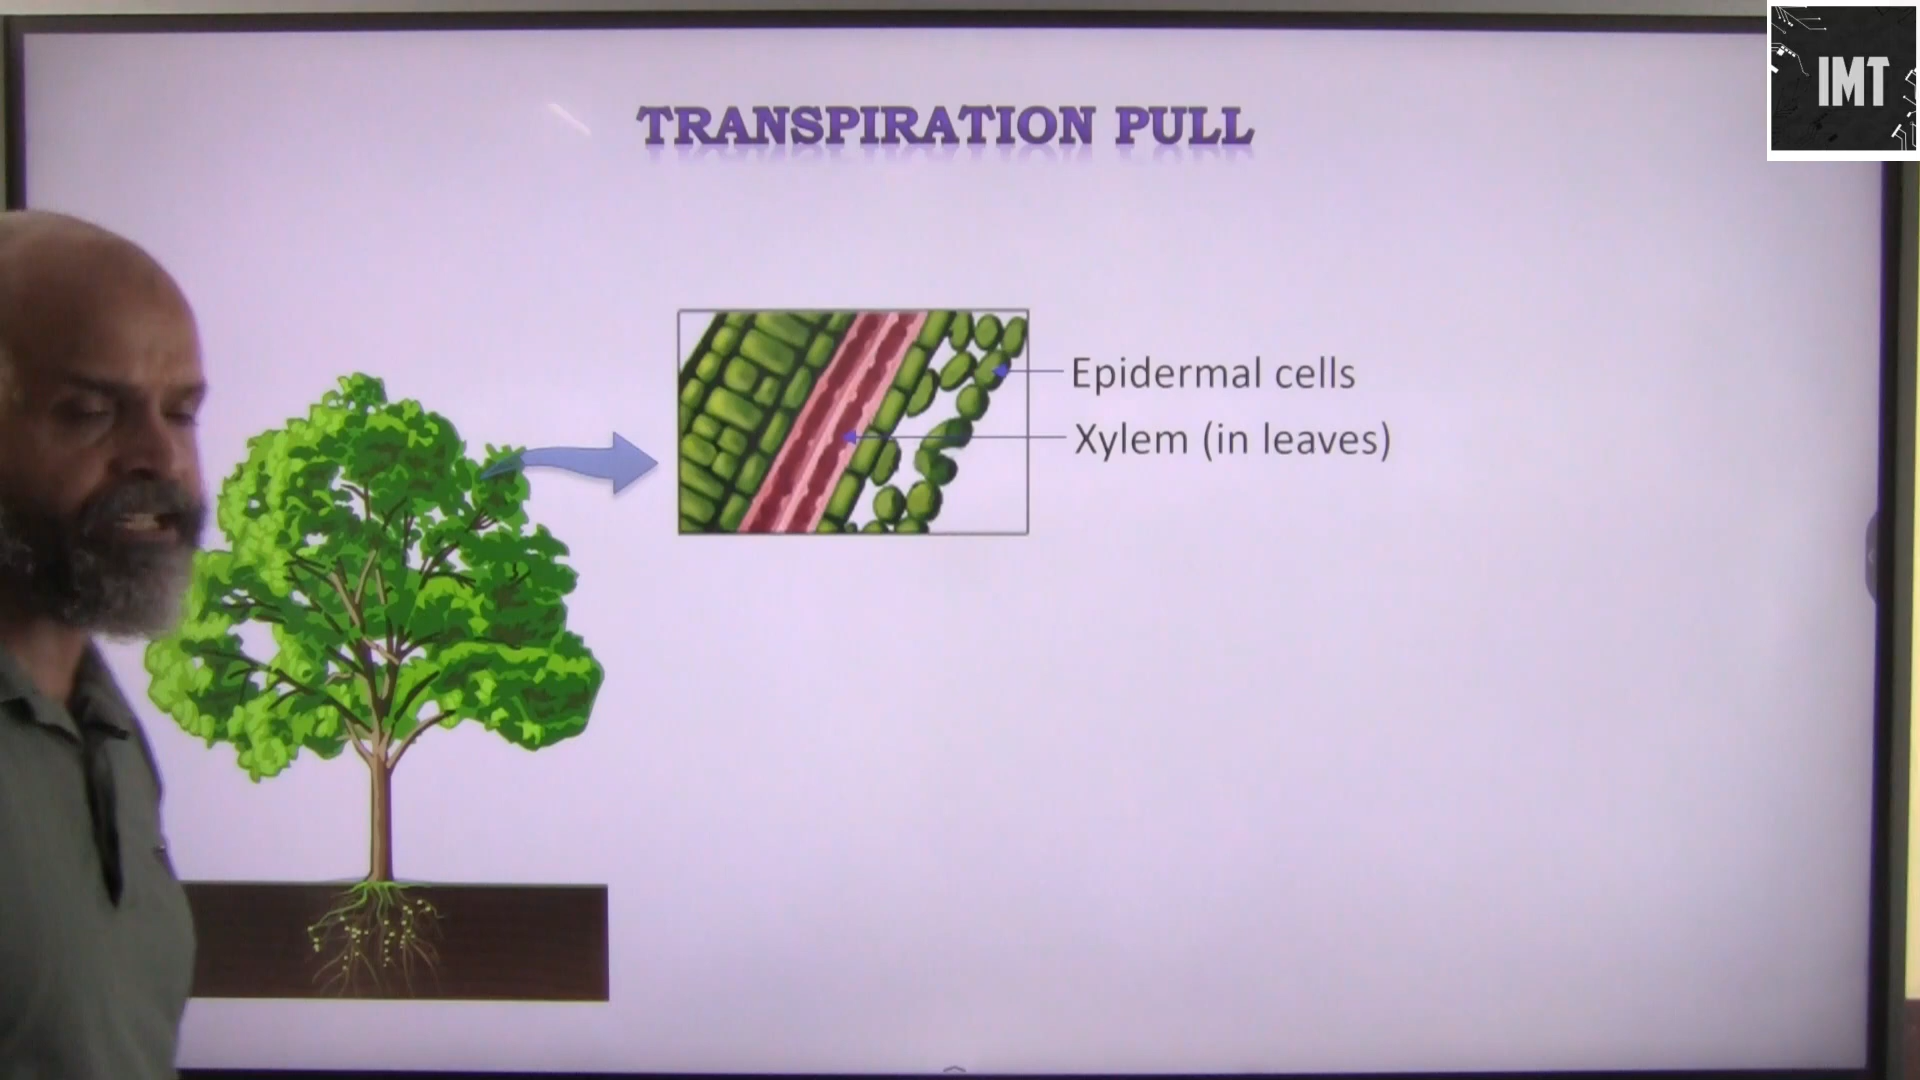 IMT
TRANSPIRATION PULL
Epidermal cells
Xylem (in leaves)